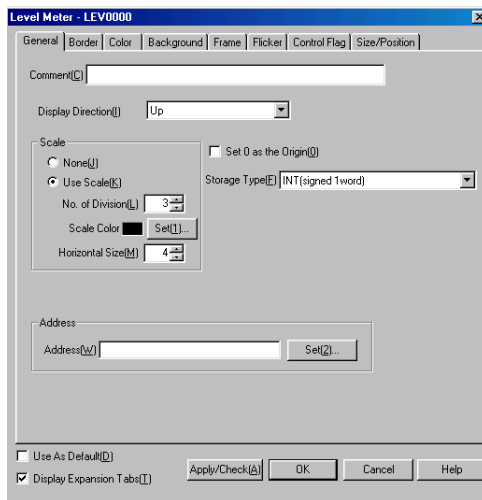 Level Meter - LEV0000
General Border Color Background Frame Flicker Control Flag Size/Position
Comment(C)
Display Direction(I) Up
Scale
None(J)
Use Scale(K)
No. of Division(L) 3
Scale Color Set(1)...
Horizontal Size(M) 4
Set 0 as the Origin(O)
Storage Type(F) INT(signed 1word)
Address
Address(W) Set(2)...
Use As Default(D)
Display Expansion Tabs(T)
Apply/Check(A) OK Cancel Help